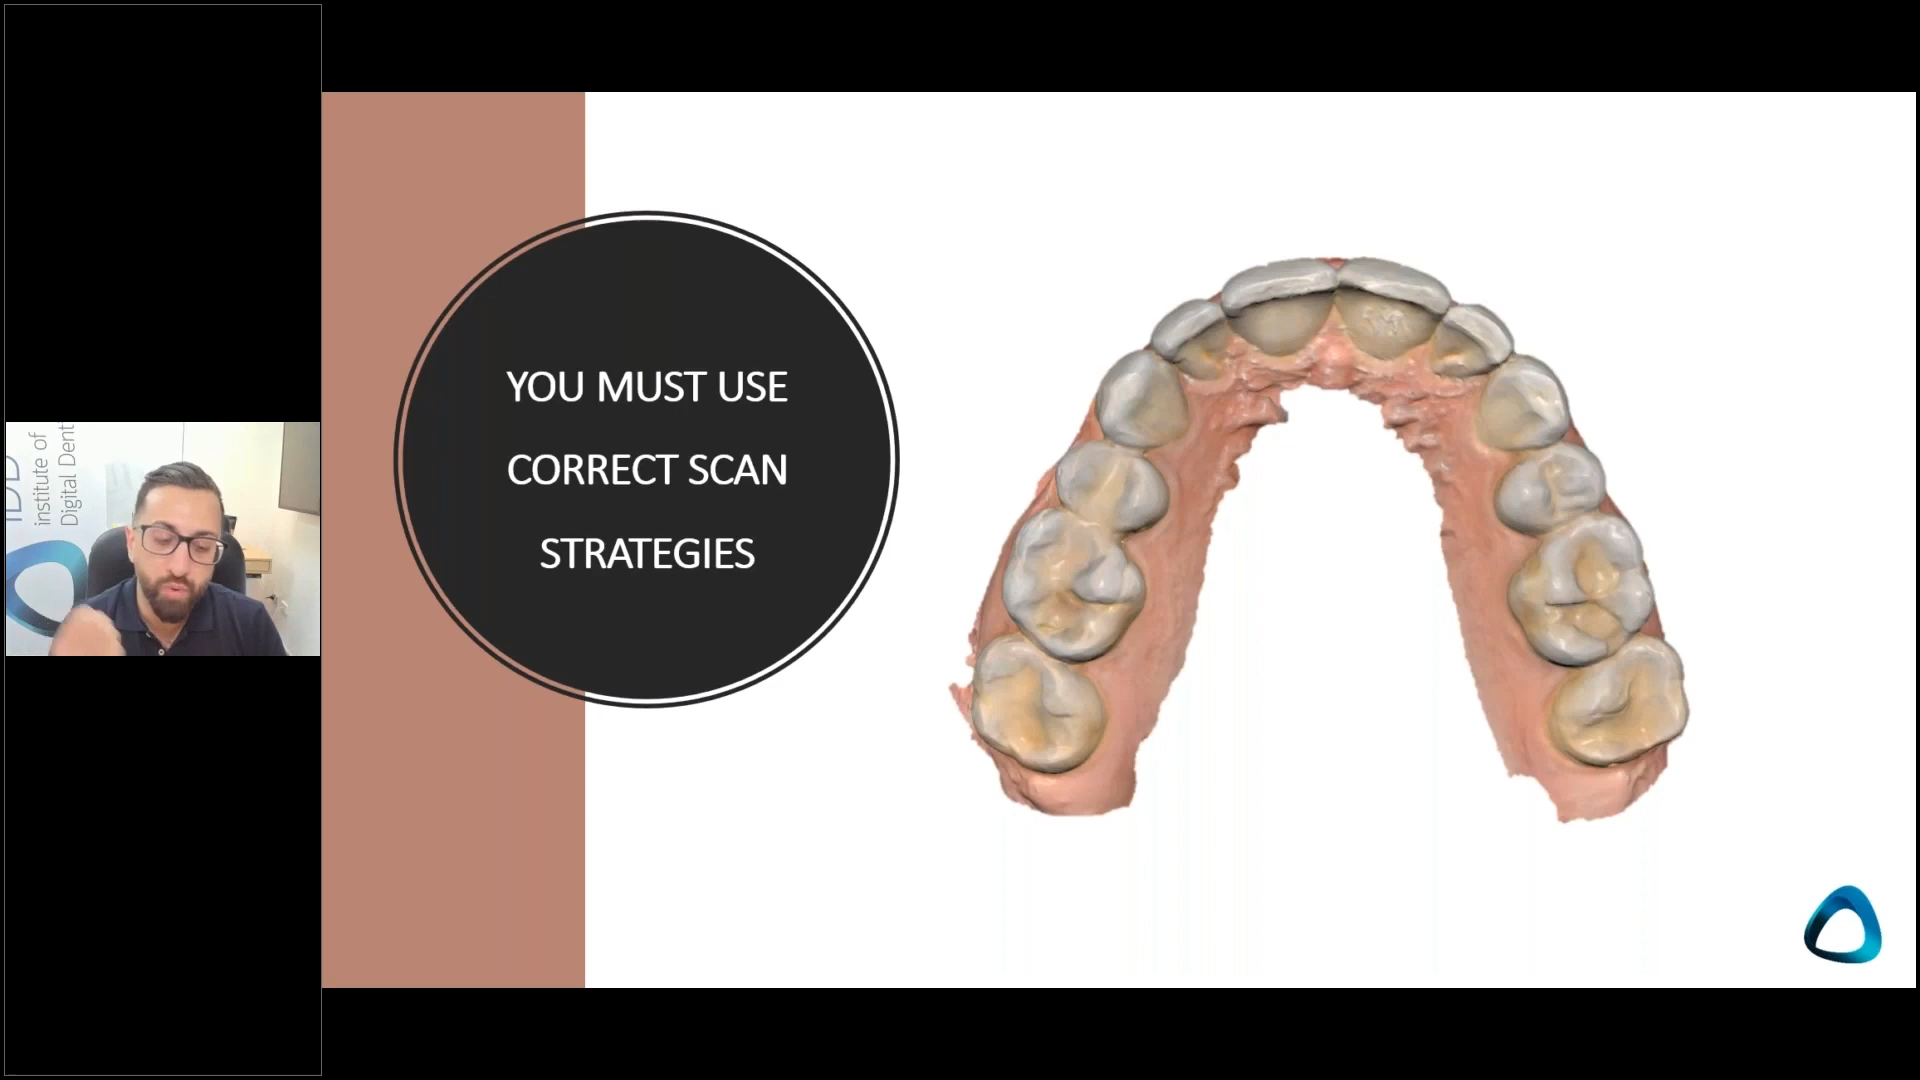 institute of
Digital Dent
YOU MUST USE
CORRECT SCAN
STRATEGIES